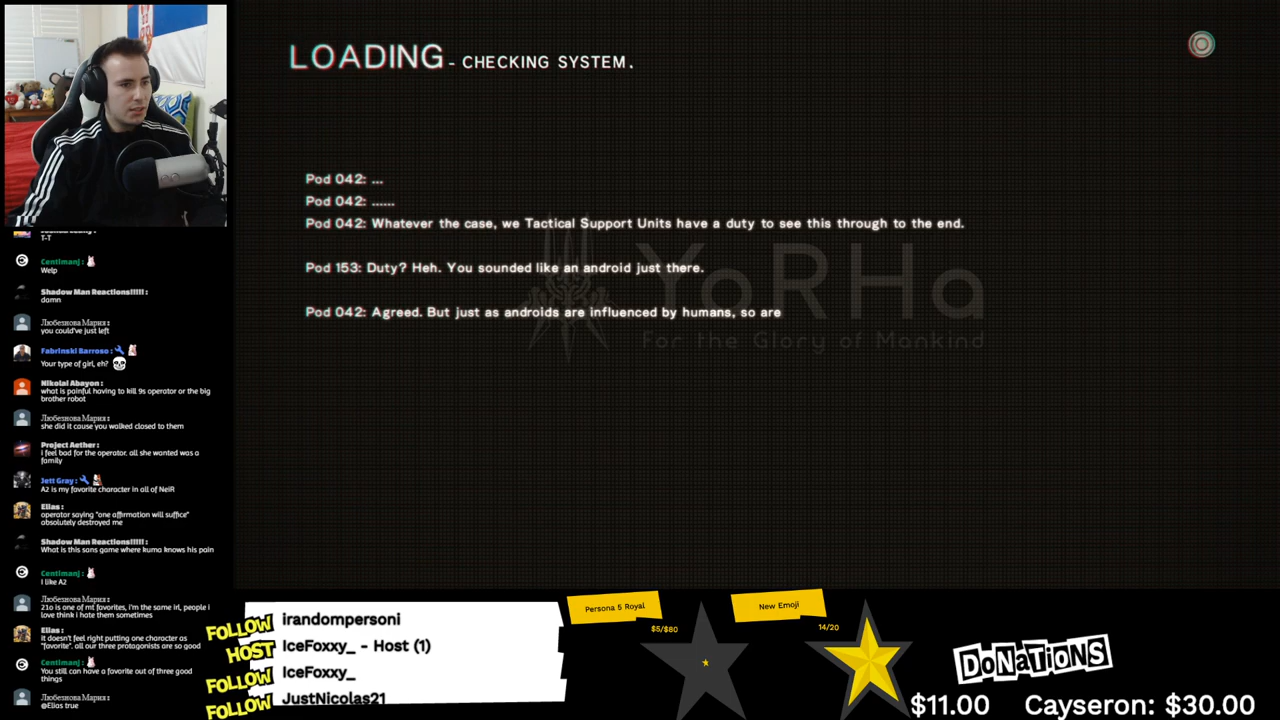 LOADING - CHECKING SYSTEM.
Pod 042: ...
Pod 042: ......
Pod 042: Whatever the case, we Tactical Support Units have a duty to see this through to the end.
Pod 153: Duty? Heh. You sounded like an android just there.
Pod 042: Agreed. But just as androids are influenced by humans, so are
YoRHa
For the Glory of Mankind
T-T
Centimanj :
Welp
Shadow Man Reactions!!!!! :
damn
Любезнова Мария :
you could've just left
Fabrinski Barroso :
Your type of girl, eh?
Nikolai Abayon :
what is painful having to kill 9s operator or the big
brother robot
Любезнова Мария :
she did it cause you walked closed to them
Project Aether :
i feel bad for the operator. all she wanted was a
family
Jett Gray :
A2 is my favorite character in all of NeiR
Elias :
operator saying "one affirmation will suffice"
absolutely destroyed me
Shadow Man Reactions!!!!! :
What is this sans game where kuma knows his pain
Centimanj :
I like A2
Любезнова Мария :
21o is one of mt favorites, i'm the same irl, people i
love think i hate them sometimes
Elias :
it doesn't feel right putting one character as
"favorite". all our three protagonists are so good
Centimanj :
You still can have a favorite out of three good
things
Любезнова Мария :
@Elias true
FOLLOW irandompersoni
HOST IceFoxxy_ - Host (1)
FOLLOW IceFoxxy_
FOLLOW JustNicolas21
Persona 5 Royal
$5/$80
New Emoji
14/20
DONATIONS
$11.00 Cayseron: $30.00